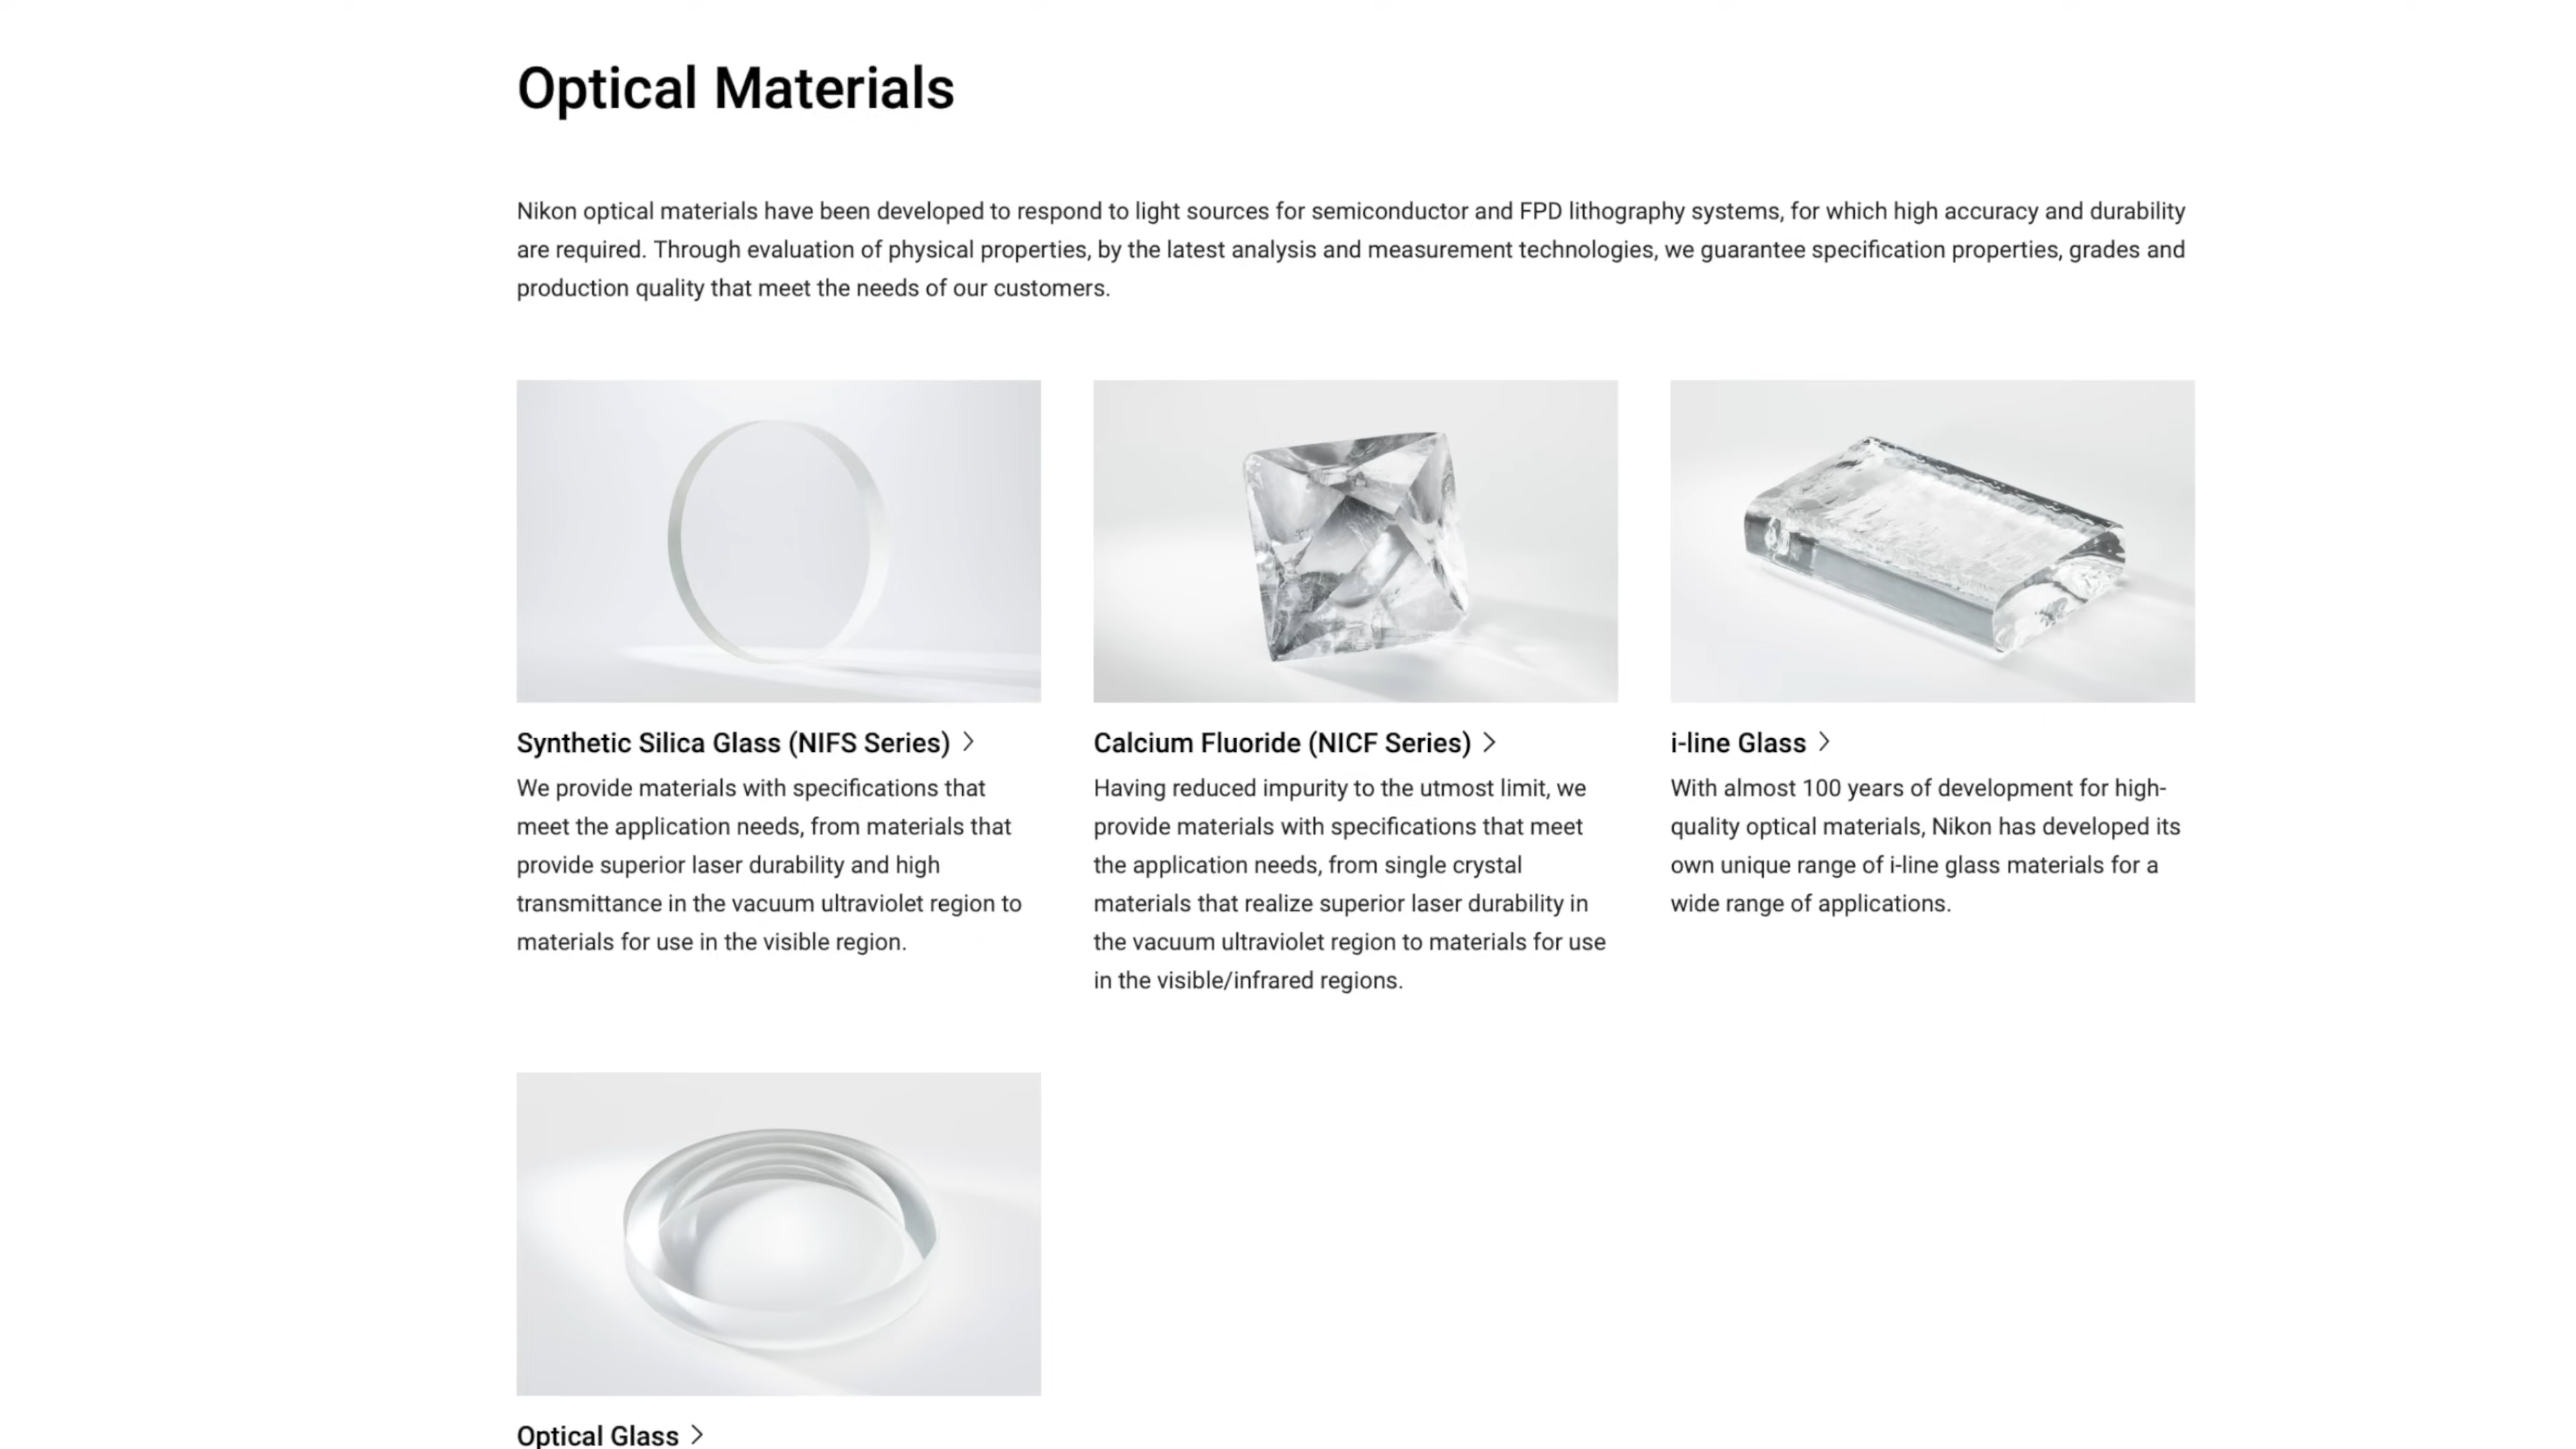 Optical Materials
Nikon optical materials have been developed to respond to light sources for semiconductor and FPD lithography systems, for which high accuracy and durability
are required. Through evaluation of physical properties, by the latest analysis and measurement technologies, we guarantee specification properties, grades and
production quality that meet the needs of our customers.
Synthetic Silica Glass (NIFS Series)
We provide materials with specifications that
meet the application needs, from materials that
provide superior laser durability and high
transmittance in the vacuum ultraviolet region to
materials for use in the visible region.
Calcium Fluoride (NICF Series)
Having reduced impurity to the utmost limit, we
provide materials with specifications that meet
the application needs, from single crystal
materials that realize superior laser durability in
the vacuum ultraviolet region to materials for use
in the visible/infrared regions.
i-line Glass
With almost 100 years of development for high-
quality optical materials, Nikon has developed its
own unique range of i-line glass materials for a
wide range of applications.
Optical Glass